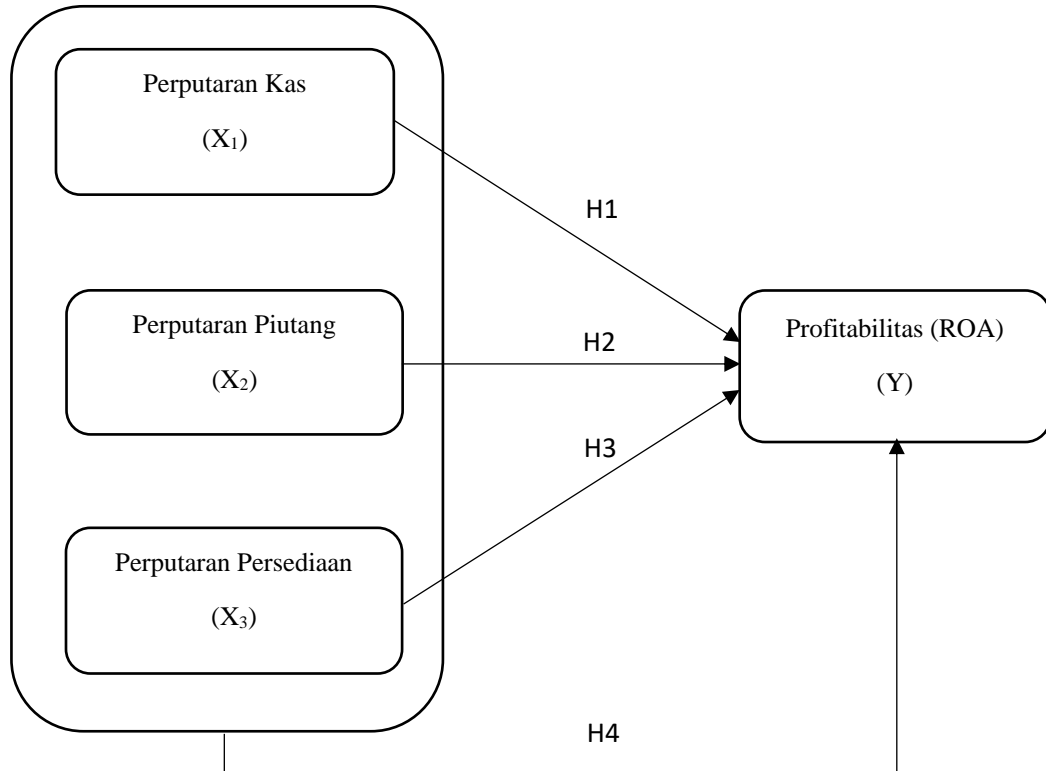 Perputaran Kas
(X₁)
H1
Perputaran Piutang
(X₂)
H2
Profitabilitas (ROA)
(Y)
H3
Perputaran Persediaan
(X₃)
H4